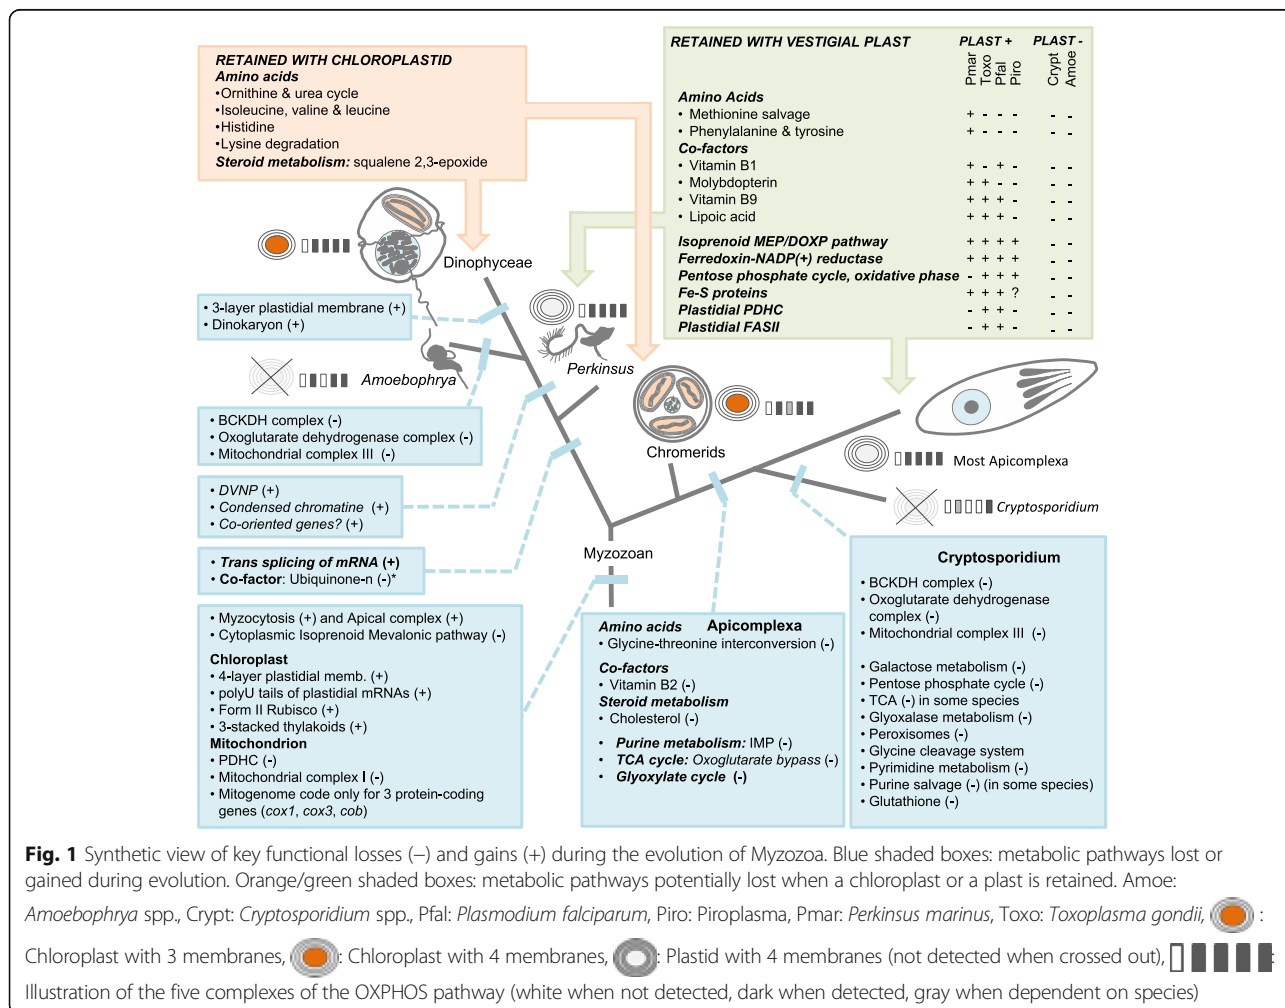 RETAINED WITH CHLOROPLASTID
Amino acids
•Ornithine & urea cycle
•Isoleucine, valine & leucine
•Histidine
•Lysine degradation
Steroid metabolism: squalene 2,3-epoxide
RETAINED WITH VESTIGIAL PLAST PLAST + PLAST -
Pmar Toxo Pfal Piro Crypt Amoe
Amino Acids
• Methionine salvage + - - - - -
• Phenylalanine & tyrosine + - - - - -
Co-factors
• Vitamin B1 + - + - - -
• Molybdopterin + + - - - -
• Vitamin B9 + + + - - -
• Lipoic acid + + + - - -
Isoprenoid MEP/DOXP pathway + + + + - -
Ferredoxin-NADP(+) reductase + + + + - -
Pentose phosphate cycle, oxidative phase - + + + - -
Fe-S proteins + + + ? - -
Plastidial PDHC - + + - - -
Plastidial FASII - + + - - -
Dinophyceae
• 3-layer plastidial membrane (+)
• Dinokaryon (+)
Amoebophrya
Perkinsus
Chromerids
Most Apicomplexa
Cryptosporidium
Myzozoan
• BCKDH complex (-)
• Oxoglutarate dehydrogenase complex (-)
• Mitochondrial complex III (-)
• DVNP (+)
• Condensed chromatine (+)
• Co-oriented genes? (+)
• Trans splicing of mRNA (+)
• Co-factor: Ubiquinone-n (-)*
• Myzocytosis (+) and Apical complex (+)
• Cytoplasmic Isoprenoid Mevalonic pathway (-)
Chloroplast
• 4-layer plastidial memb. (+)
• polyU tails of plastidial mRNAs (+)
• Form II Rubisco (+)
• 3-stacked thylakoids (+)
Mitochondrion
• PDHC (-)
• Mitochondrial complex I (-)
• Mitogenome code only for 3 protein-coding
genes (cox1, cox3, cob)
Amino acids Apicomplexa
• Glycine-threonine interconversion (-)
Co-factors
• Vitamin B2 (-)
Steroid metabolism
• Cholesterol (-)
• Purine metabolism: IMP (-)
• TCA cycle: Oxoglutarate bypass (-)
• Glyoxylate cycle (-)
Cryptosporidium
• BCKDH complex (-)
• Oxoglutarate dehydrogenase
complex (-)
• Mitochondrial complex III (-)
• Galactose metabolism (-)
• Pentose phosphate cycle (-)
• TCA (-) in some species
• Glyoxalase metabolism (-)
• Peroxisomes (-)
• Glycine cleavage system
• Pyrimidine metabolism (-)
• Purine salvage (-) (in some species)
• Glutathione (-)
Fig. 1 Synthetic view of key functional losses (−) and gains (+) during the evolution of Myzozoa. Blue shaded boxes: metabolic pathways lost or
gained during evolution. Orange/green shaded boxes: metabolic pathways potentially lost when a chloroplast or a plast is retained. Amoe:
Amoebophrya spp., Crypt: Cryptosporidium spp., Pfal: Plasmodium falciparum, Piro: Piroplasma, Pmar: Perkinsus marinus, Toxo: Toxoplasma gondii, :
Chloroplast with 3 membranes, : Chloroplast with 4 membranes, : Plastid with 4 membranes (not detected when crossed out), :
Illustration of the five complexes of the OXPHOS pathway (white when not detected, dark when detected, gray when dependent on species)